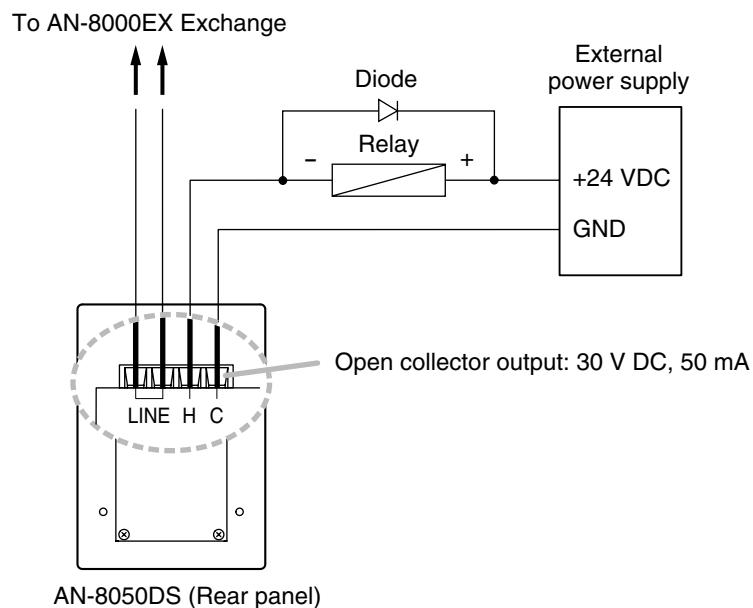 To AN-8000EX Exchange
External
power supply
Diode
Relay
– +
+24 VDC
GND
Open collector output: 30 V DC, 50 mA
LINE H C
AN-8050DS (Rear panel)